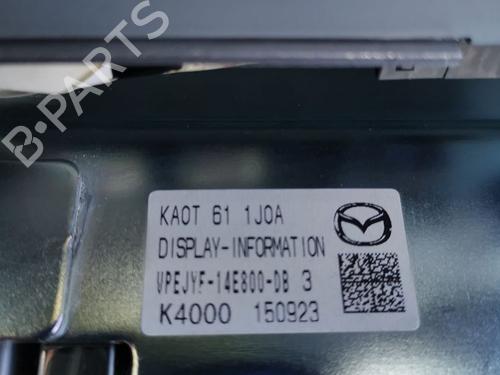 B-PARTS
KA0T 61 1J0A
DISPLAY-INFORMATION
VPEJYF-14E800-DB 3
K4000 150923